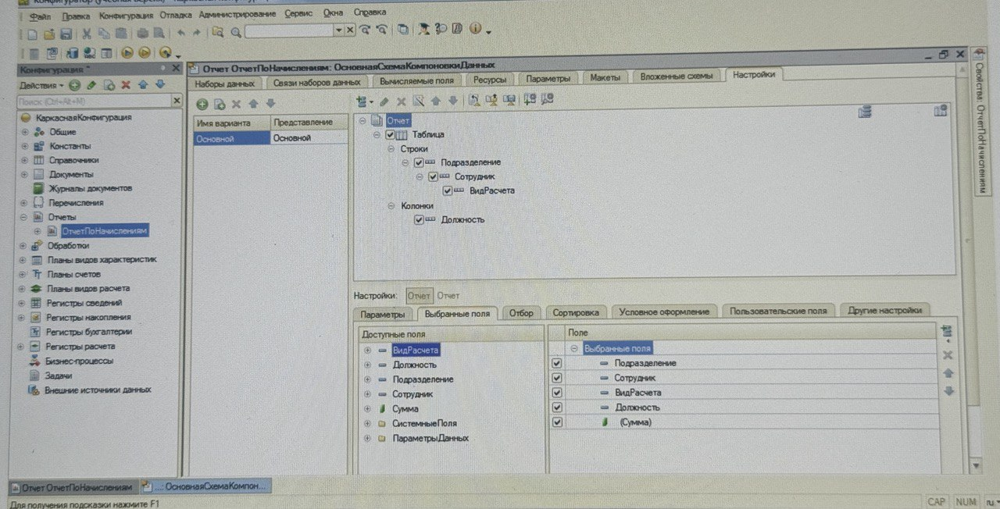 Конфигуратор (учебная версия)
Файл Правка Конфигурация Отладка Администрирование Сервис Окна Справка
Конфигурация *
Действия
Поиск (Ctrl+Alt+M)
КаркаснаяКонфигурация
Общие
Константы
Справочники
Документы
Журналы документов
Перечисления
Отчеты
ОтчетПоНачислениям
Обработки
Планы видов характеристик
Планы счетов
Планы видов расчета
Регистры сведений
Регистры накопления
Регистры бухгалтерии
Регистры расчета
Бизнес-процессы
Задачи
Внешние источники данных
Отчет ОтчетПоНачислениям: ОсновнаяСхемаКомпоновкиДанных
Наборы данных Связи наборов данных Вычисляемые поля Ресурсы Параметры Макеты Вложенные схемы Настройки
Имя варианта Представление
Основной Основной
Отчет
Таблица
Строки
Подразделение
Сотрудник
ВидРасчета
Колонки
Должность
Настройки: Отчет Отчет
Параметры Выбранные поля Отбор Сортировка Условное оформление Пользовательские поля Другие настройки
Доступные поля
ВидРасчета
Должность
Подразделение
Сотрудник
Сумма
СистемныеПоля
ПараметрыДанных
Поле
Выбранные поля
Подразделение
Сотрудник
ВидРасчета
Должность
(Сумма)
Свойства: ОтчетПоНачислениям
Отчет ОтчетПоНачислениям ...: ОсновнаяСхемаКомпон...
Для получения подсказки нажмите F1
CAP NUM ru